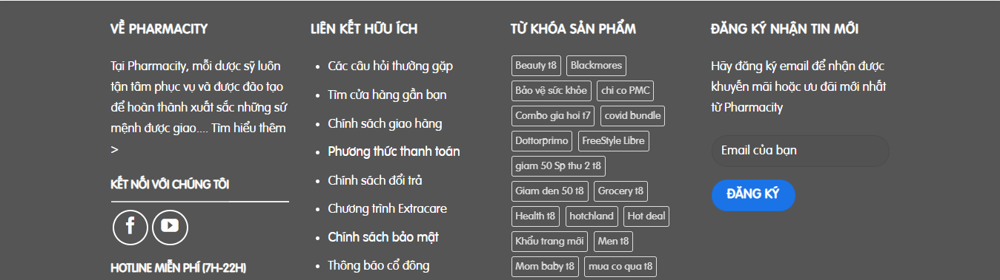 VỀ PHARMACITY
Tại Pharmacity, mỗi dược sỹ luôn
tận tâm phục vụ và được đào tạo
để hoàn thành xuất sắc những sứ
mệnh được giao.... Tìm hiểu thêm
>
KẾT NỐI VỚI CHÚNG TÔI
HOTLINE MIỄN PHÍ (7H-22H)
LIÊN KẾT HỮU ÍCH
Các câu hỏi thường gặp
Tìm cửa hàng gần bạn
Chính sách giao hàng
Phương thức thanh toán
Chính sách đổi trả
Chương trình Extracare
Chính sách bảo mật
Thông báo cổ đông
TỪ KHÓA SẢN PHẨM
Beauty t8 Blackmores
Bảo vệ sức khỏe chi co PMC
Combo gia hoi t7 covid bundle
Dottorprimo FreeStyle Libre
giam 50 Sp thu 2 t8
Giam den 50 t8 Grocery t8
Health t8 hotchland Hot deal
Khẩu trang mới Men t8
Mom baby t8 mua co qua t8
ĐĂNG KÝ NHẬN TIN MỚI
Hãy đăng ký email để nhận được
khuyến mãi hoặc ưu đãi mới nhất
từ Pharmacity
Email của bạn
ĐĂNG KÝ